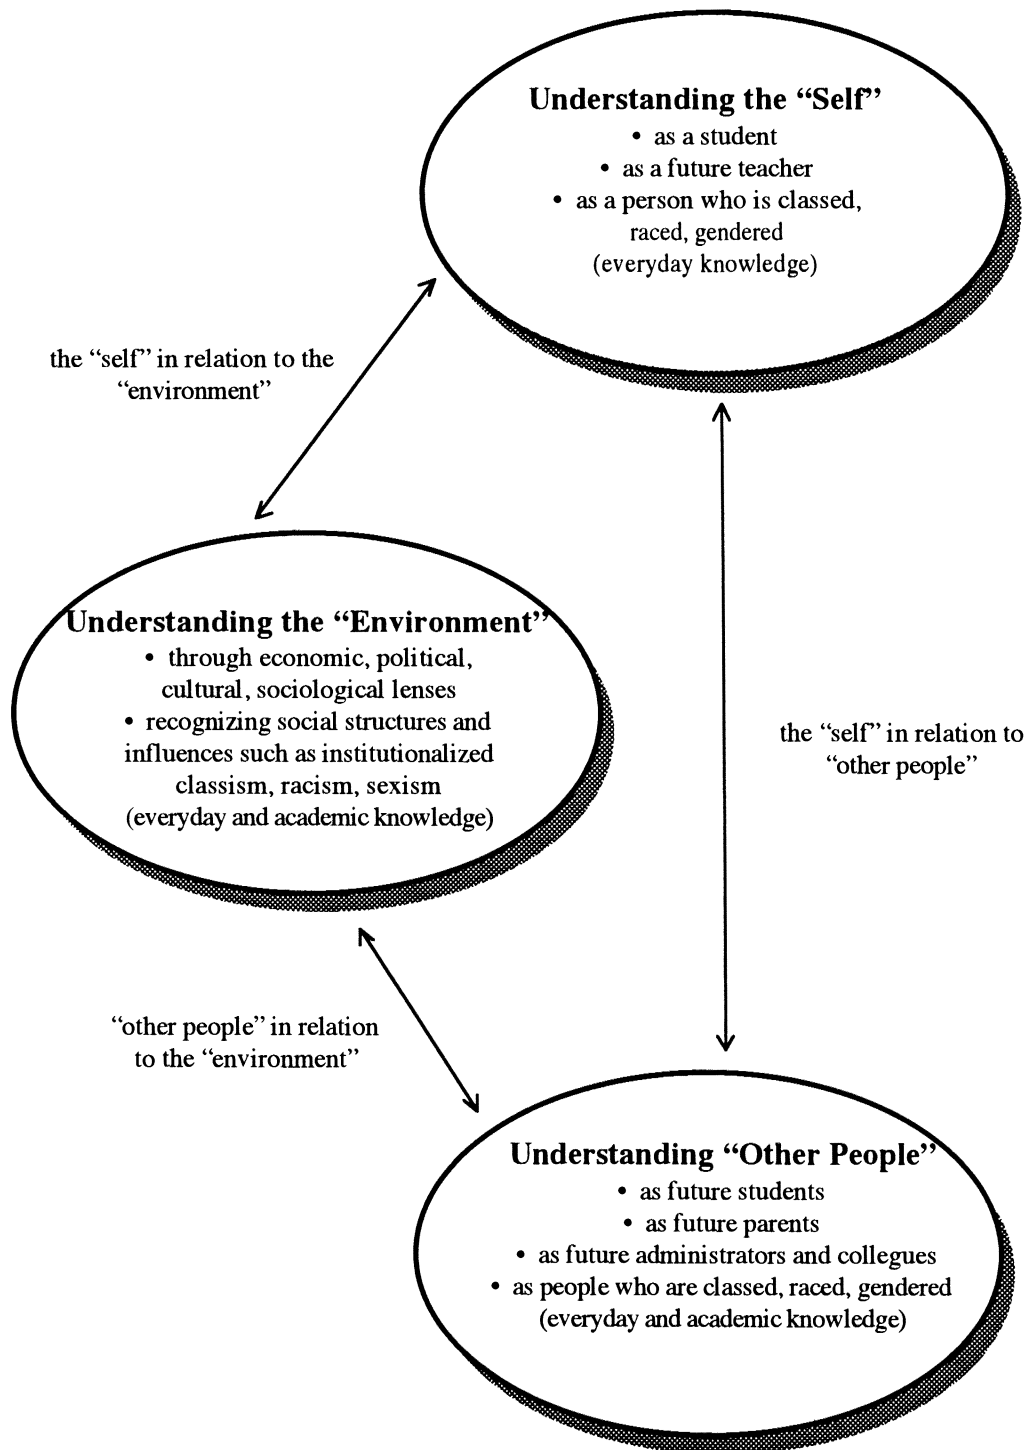 Understanding the “Self”
• as a student
• as a future teacher
• as a person who is classed,
raced, gendered
(everyday knowledge)
the “self” in relation to the
“environment”
Understanding the “Environment”
• through economic, political,
cultural, sociological lenses
• recognizing social structures and
influences such as institutionalized
classism, racism, sexism
(everyday and academic knowledge)
the “self” in relation to
“other people”
“other people” in relation
to the “environment”
Understanding “Other People”
• as future students
• as future parents
• as future administrators and collegues
• as people who are classed, raced, gendered
(everyday and academic knowledge)